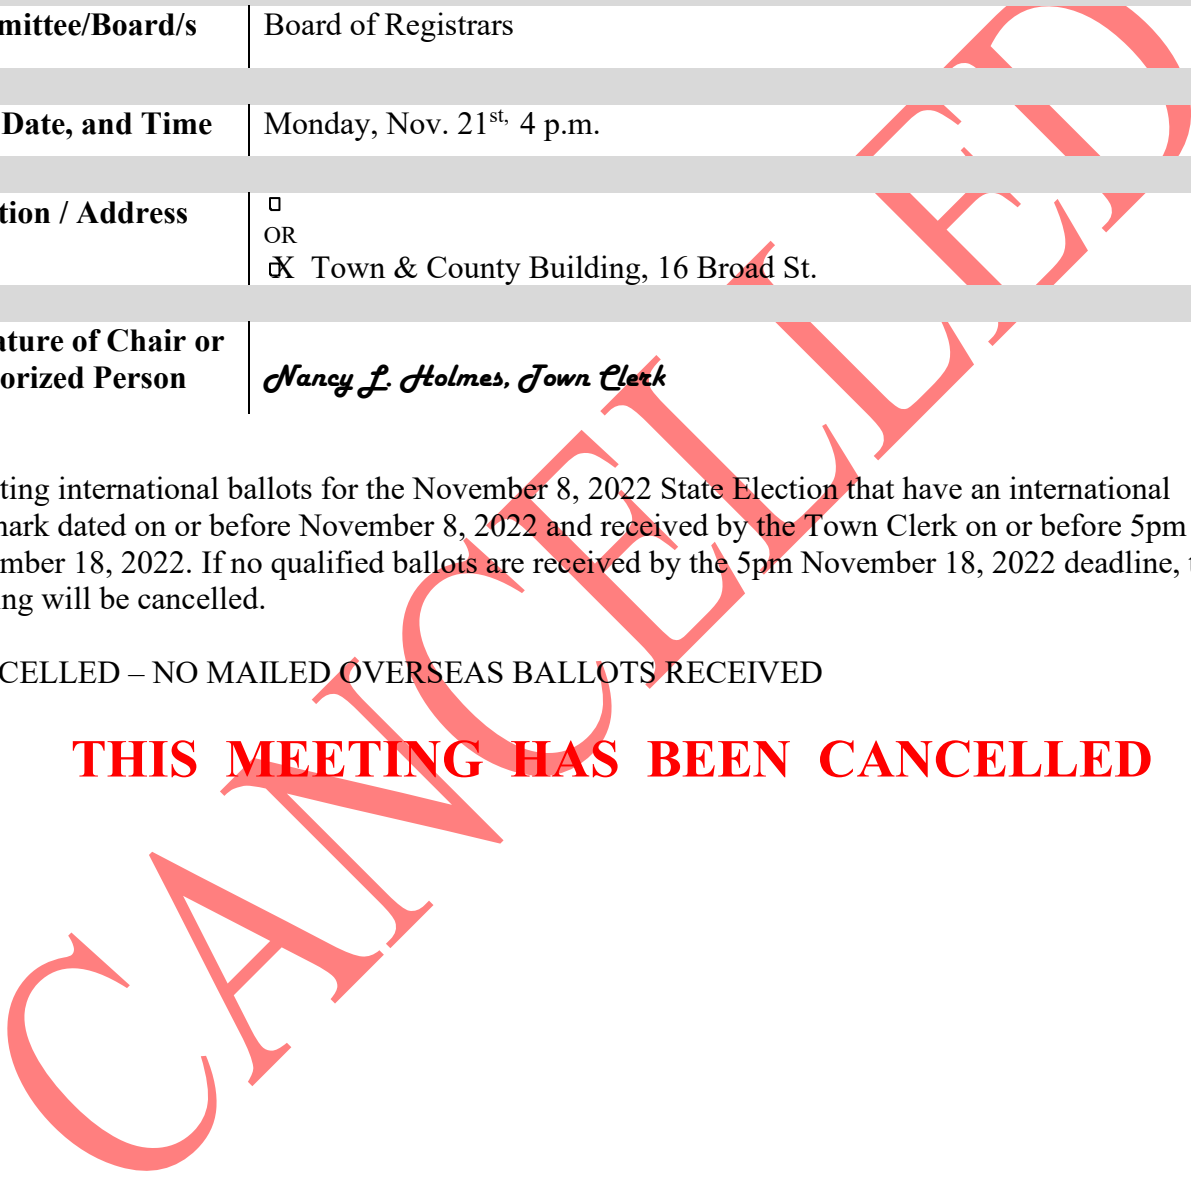 mittee/Board/s Board of Registrars
Date, and Time Monday, Nov. 21st, 4 p.m.
tion / Address
OR
X Town & County Building, 16 Broad St.
ature of Chair or
orized Person Nancy L. Holmes, Town Clerk
ting international ballots for the November 8, 2022 State Election that have an international
mark dated on or before November 8, 2022 and received by the Town Clerk on or before 5pm
mber 18, 2022. If no qualified ballots are received by the 5pm November 18, 2022 deadline, t
ing will be cancelled.
CELLED – NO MAILED OVERSEAS BALLOTS RECEIVED
THIS MEETING HAS BEEN CANCELLED
CANCELLED